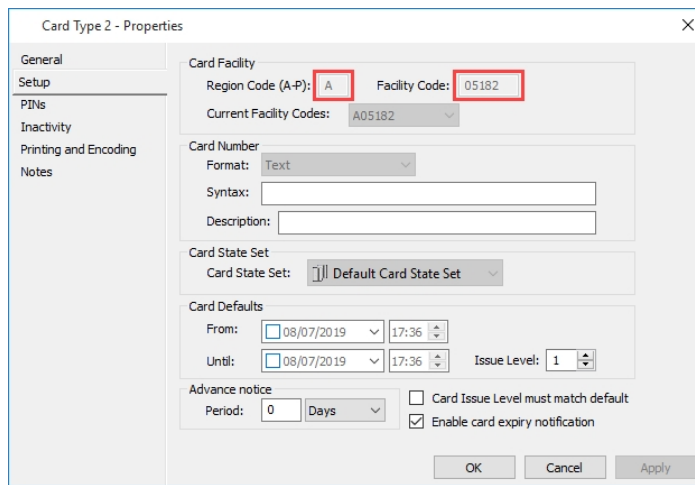 Card Type 2 - Properties
General
Setup
PINs
Inactivity
Printing and Encoding
Notes
Card Facility
Region Code (A-P): A Facility Code: 05182
Current Facility Codes: A05182
Card Number
Format: Text
Syntax:
Description:
Card State Set
Card State Set: Default Card State Set
Card Defaults
From: 08/07/2019 17:36
Until: 08/07/2019 17:36 Issue Level: 1
Advance notice
Period: 0 Days
Card Issue Level must match default
Enable card expiry notification
OK Cancel Apply